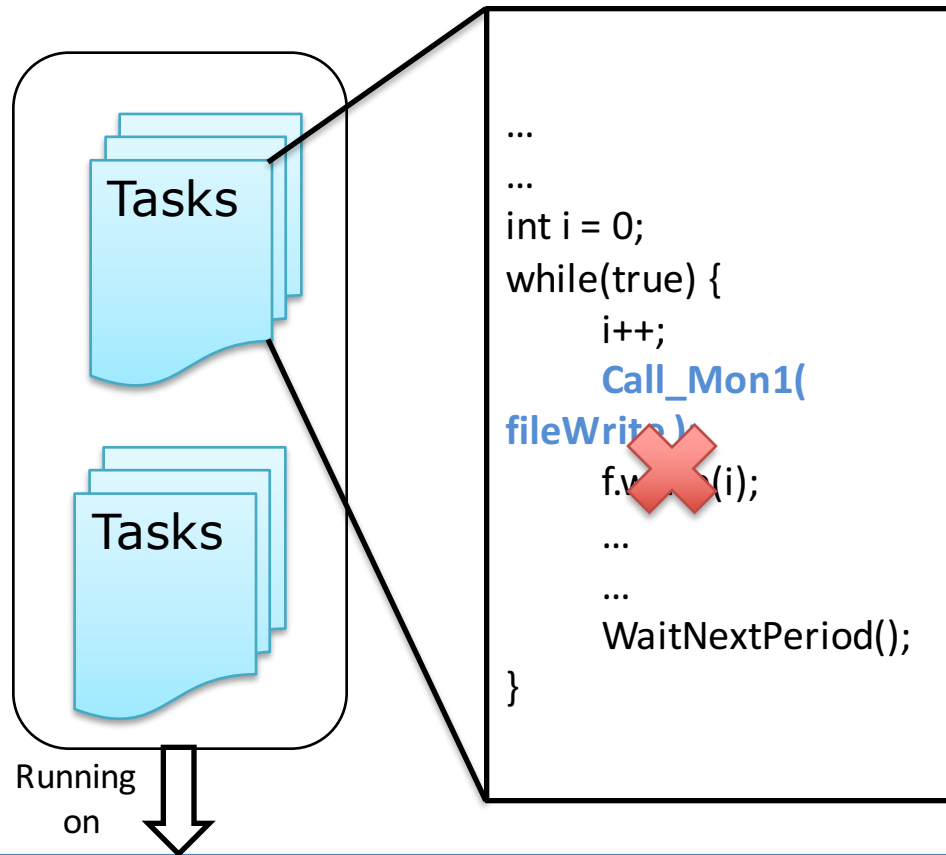 Tasks
Tasks
Running
on
…
…
int i = 0;
while(true) {
i++;
Call_Mon1(
fileWrite );
(i);
…
…
WaitNextPeriod();
}